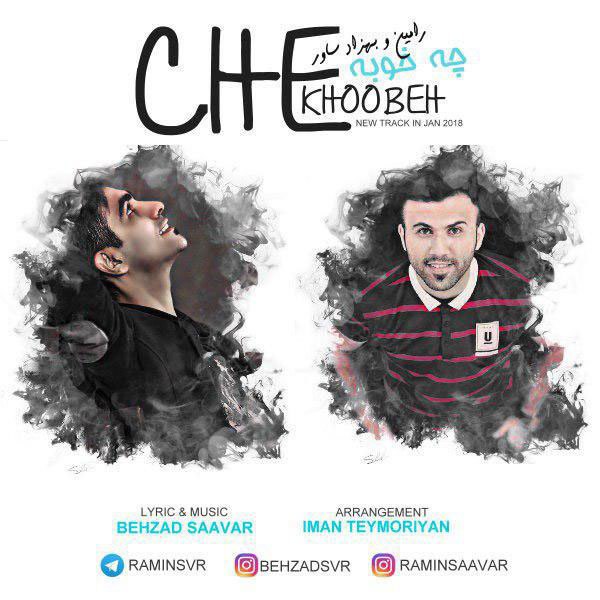 رامین و بهزاد ساور
CHE
چه خوبه
KHOOBEH
NEW TRACK IN JAN 2018
U
LYRIC & MUSIC
BEHZAD SAAVAR
ARRANGEMENT
IMAN TEYMORIYAN
RAMINSVR
BEHZADSVR
RAMINSAAVAR